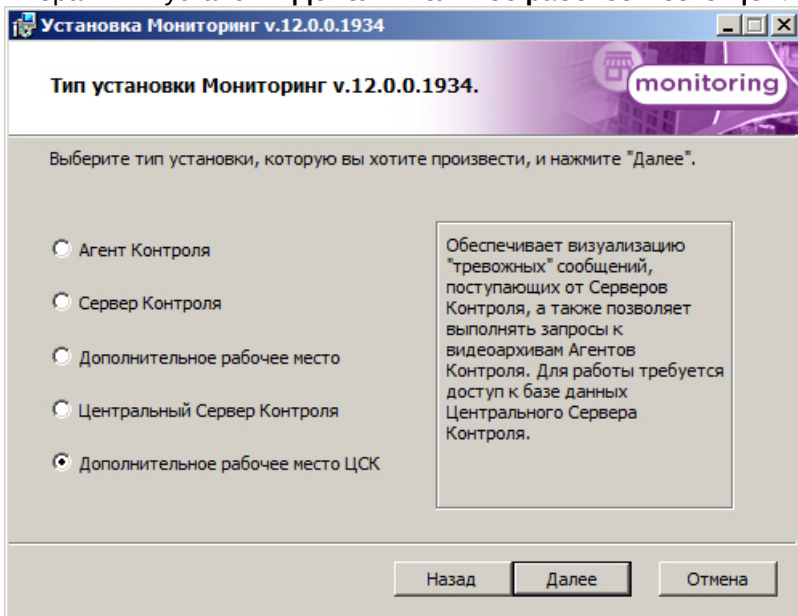 Установка Мониторинг v.12.0.0.1934
Тип установки Мониторинг v.12.0.0.1934.
monitoring
Выберите тип установки, которую вы хотите произвести, и нажмите "Далее".
Агент Контроля
Сервер Контроля
Дополнительное рабочее место
Центральный Сервер Контроля
Дополнительное рабочее место ЦСК
Обеспечивает визуализацию
"тревожных" сообщений,
поступающих от Серверов
Контроля, а также позволяет
выполнять запросы к
видеоархивам Агентов
Контроля. Для работы требуется
доступ к базе данных
Центрального Сервера
Контроля.
Назад
Далее
Отмена